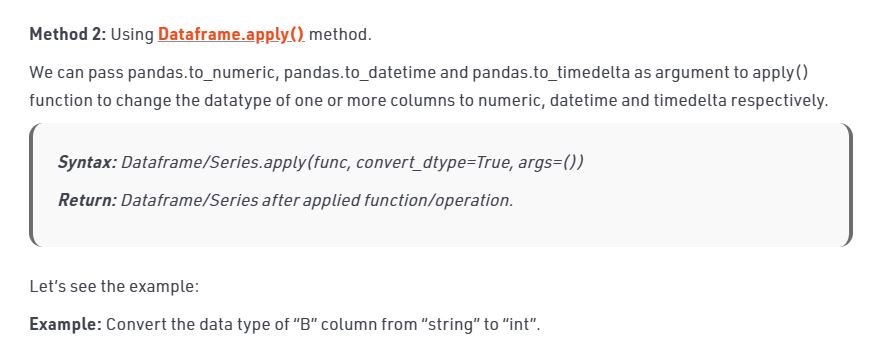 Method 2: Using Dataframe.apply() method.
We can pass pandas.to_numeric, pandas.to_datetime and pandas.to_timedelta as argument to apply()
function to change the datatype of one or more columns to numeric, datetime and timedelta respectively.
Syntax: Dataframe/Series.apply(func, convert_dtype=True, args=())
Return: Dataframe/Series after applied function/operation.
Let’s see the example:
Example: Convert the data type of “B” column from “string” to “int”.